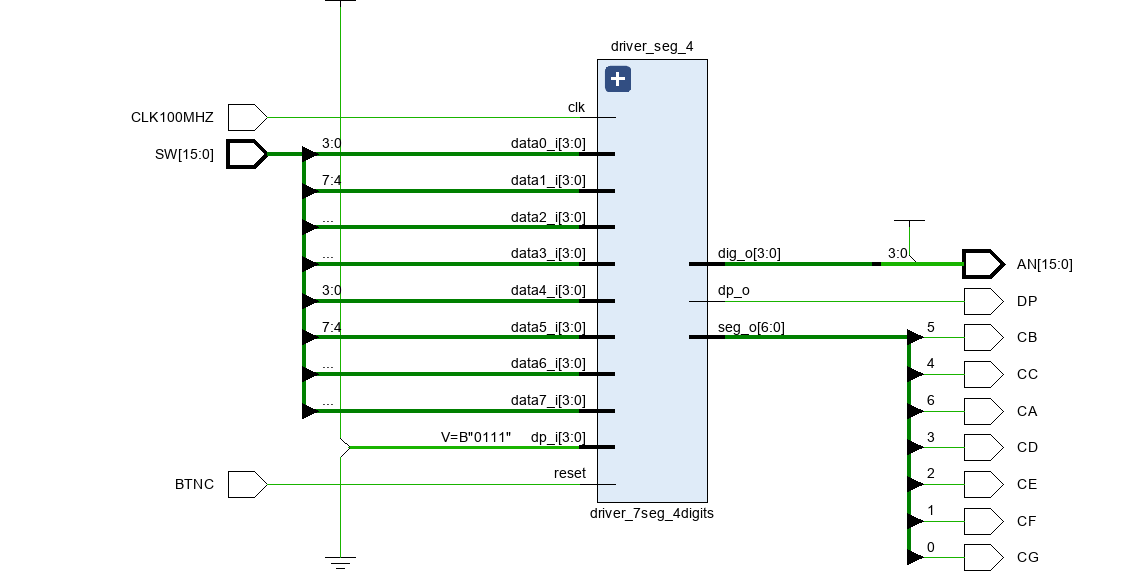 driver_seg_4
CLK100MHZ
clk
SW[15:0]
3:0
data0_i[3:0]
7:4
data1_i[3:0]
...
data2_i[3:0]
...
data3_i[3:0]
dig_o[3:0]
3:0
AN[15:0]
3:0
data4_i[3:0]
dp_o
DP
7:4
data5_i[3:0]
seg_o[6:0]
5
CB
...
data6_i[3:0]
4
CC
...
data7_i[3:0]
6
CA
V=B"0111"
dp_i[3:0]
3
CD
BTNC
reset
2
CE
driver_7seg_4digits
1
CF
0
CG